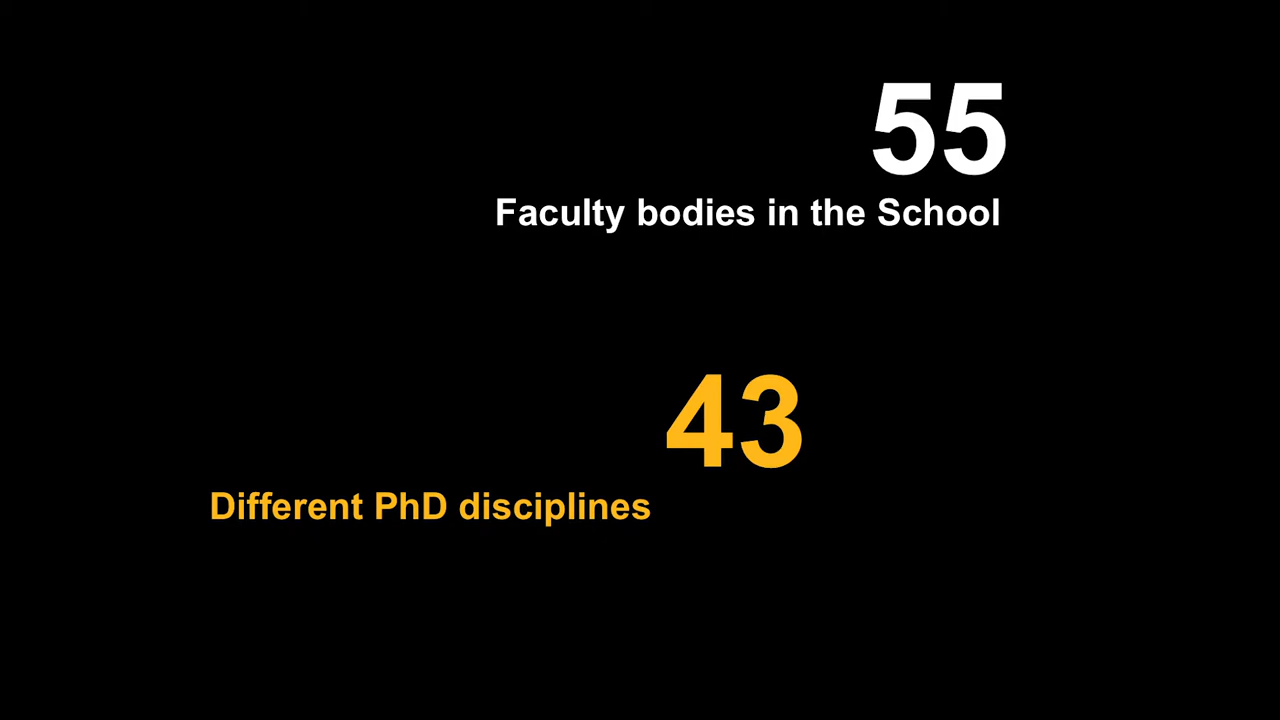 55
Faculty bodies in the School
43
Different PhD disciplines